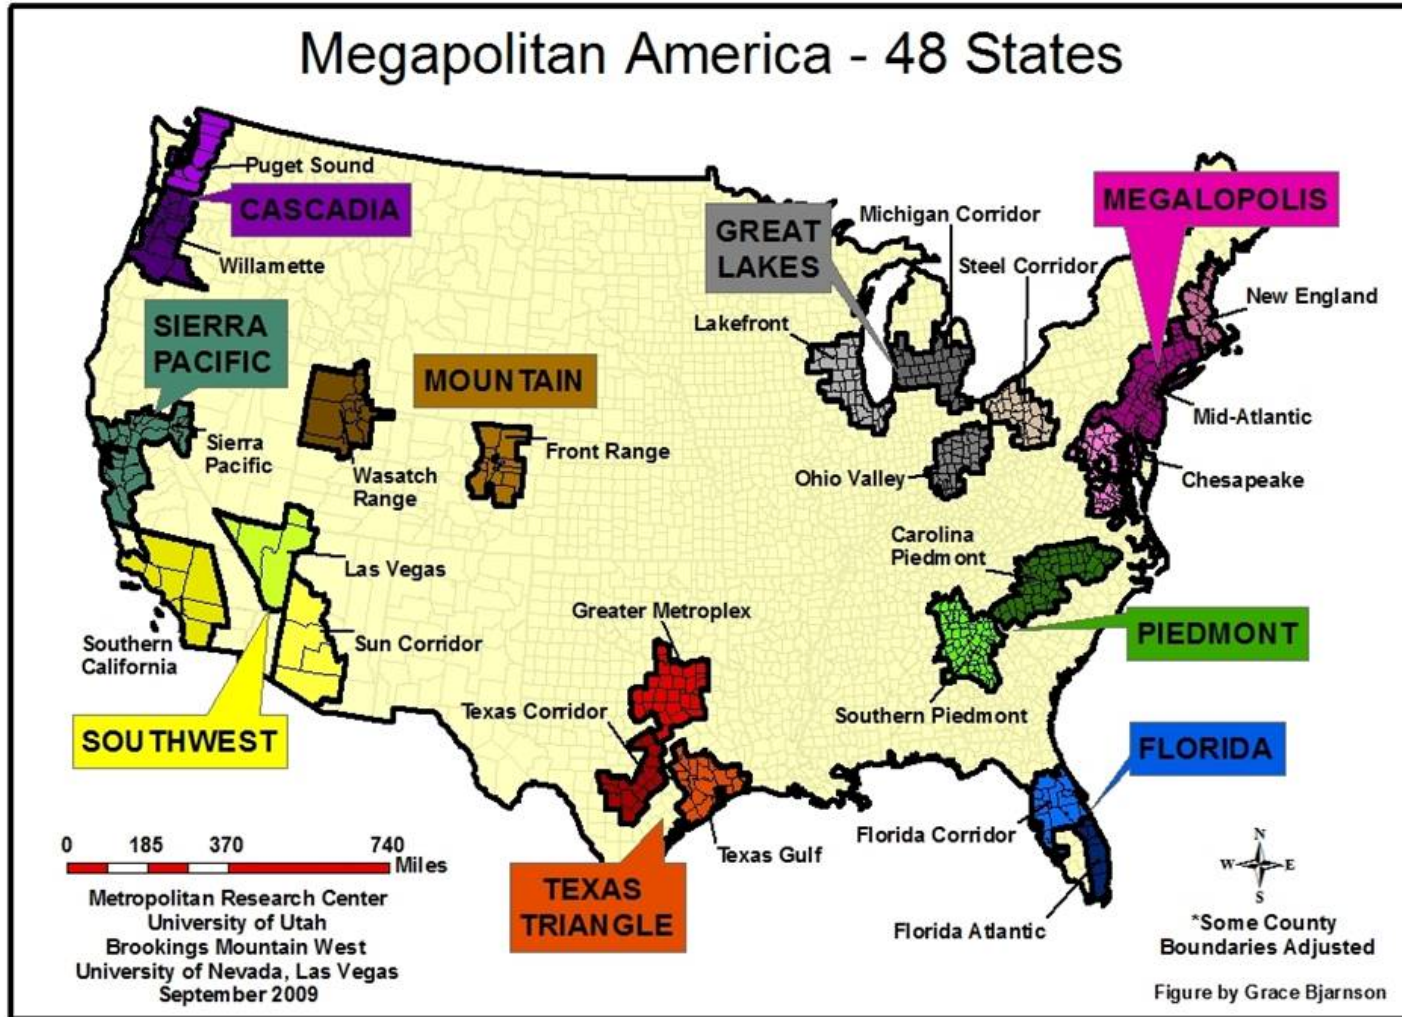 Megapolitan America - 48 States
Puget Sound
CASCADIA
Willamette
SIERRA
PACIFIC
Sierra
Pacific
MOUNTAIN
Wasatch
Range
Front Range
GREAT
LAKES
Michigan Corridor
Steel Corridor
Lakefront
Ohio Valley
MEGALOPOLIS
New England
Mid-Atlantic
Chesapeake
Carolina
Piedmont
PIEDMONT
Southern Piedmont
Las Vegas
Southern
California
Sun Corridor
SOUTHWEST
Greater Metroplex
Texas Corridor
Texas Gulf
TEXAS
TRIANGLE
FLORIDA
Florida Corridor
Florida Atlantic
0 185 370 740
Miles
Metropolitan Research Center
University of Utah
Brookings Mountain West
University of Nevada, Las Vegas
September 2009
N
W E
S
*Some County
Boundaries Adjusted
Figure by Grace Bjarnson